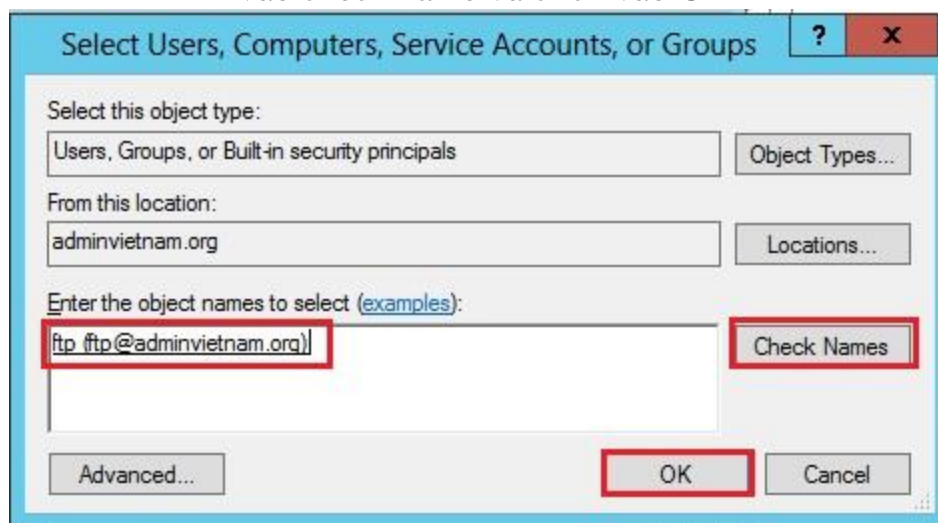 Select Users, Computers, Service Accounts, or Groups ? x
Select this object type:
Users, Groups, or Built-in security principals Object Types...
From this location:
adminvietnam.org Locations...
Enter the object names to select (examples):
ftp (ftp@adminvietnam.org) Check Names
Advanced... OK Cancel